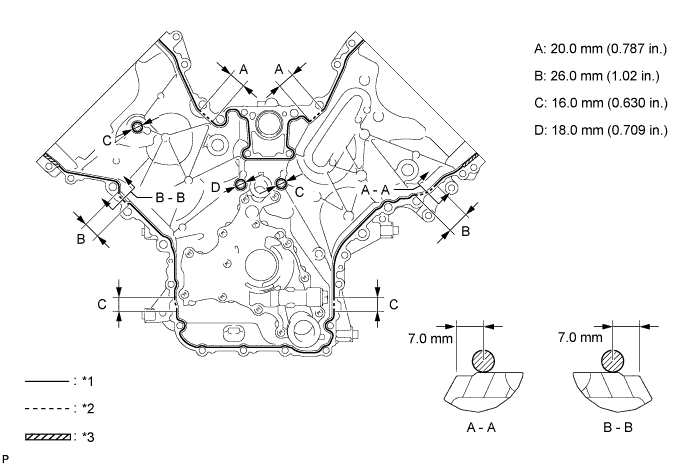 A
A
A: 20.0 mm (0.787 in.)
B: 26.0 mm (1.02 in.)
C: 16.0 mm (0.630 in.)
D: 18.0 mm (0.709 in.)
C
D
C
B - B
A - A
B
B
C
C
7.0 mm
7.0 mm
: *1
: *2
: *3
A - A
B - B
P